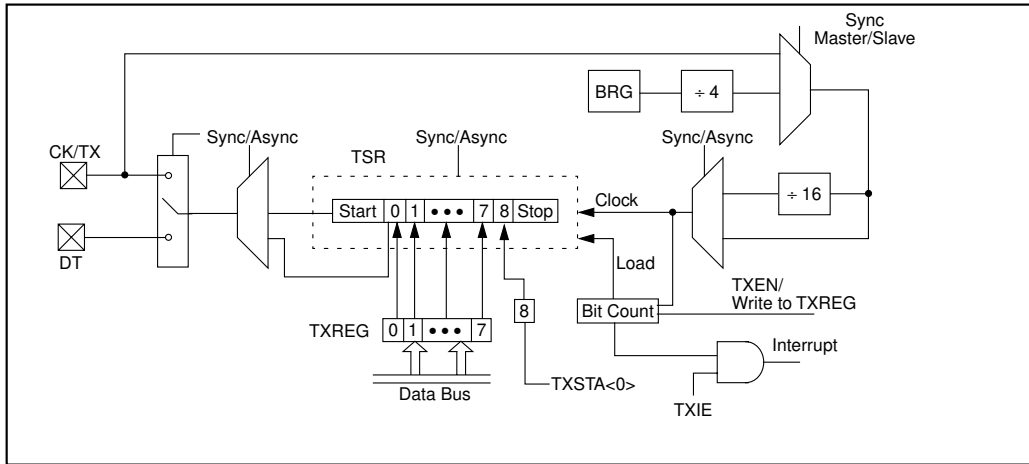 Sync
Master/Slave
BRG
÷ 4
Sync/Async
Sync/Async
Sync/Async
CK/TX
TSR
÷ 16
Start 0 1 ••• 7 8 Stop
Clock
DT
Load
TXEN/
Write to TXREG
Bit Count
8
TXREG 0 1 ••• 7
Interrupt
Data Bus
TXSTA<0>
TXIE